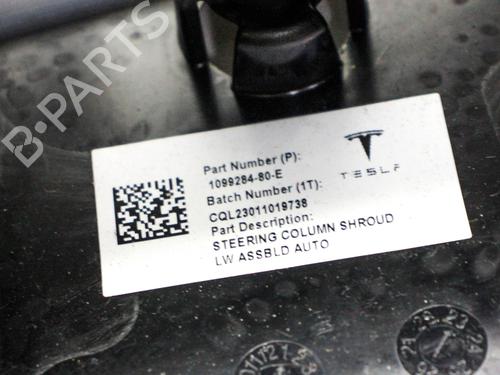 B-PARTS
Part Number (P):
1099284-80-E
Batch Number (1T):
CQL23011019738
Part Description:
STEERING COLUMN SHROUD
LW ASSBLD AUTO
TESLA